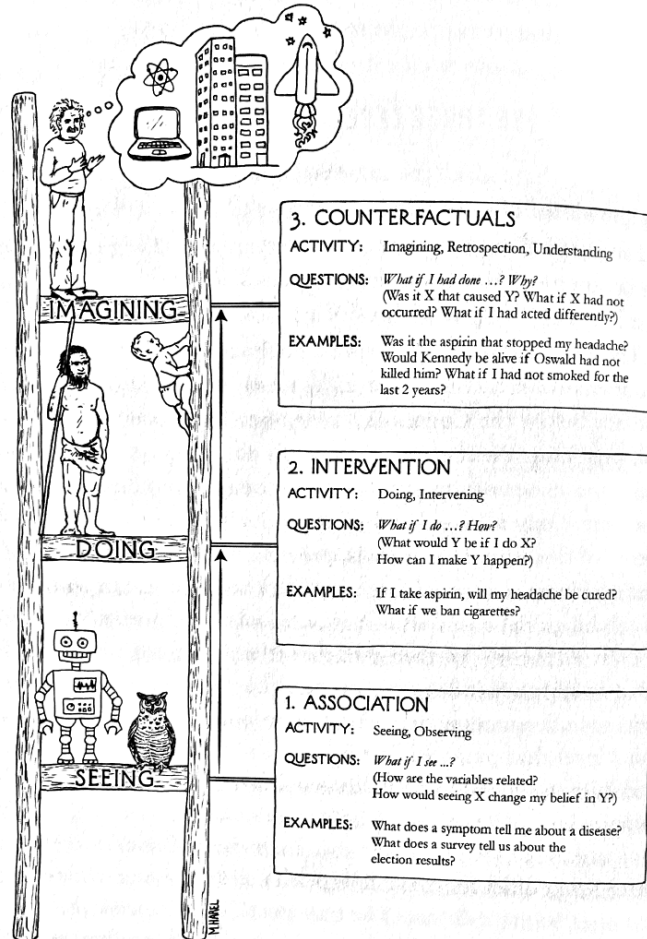 3. COUNTERFACTUALS
ACTIVITY: Imagining, Retrospection, Understanding
QUESTIONS: What if I had done ...? Why?
(Was it X that caused Y? What if X had not
occurred? What if I had acted differently?)
EXAMPLES: Was it the aspirin that stopped my headache?
Would Kennedy be alive if Oswald had not
killed him? What if I had not smoked for the
last 2 years?
IMAGINING
2. INTERVENTION
ACTIVITY: Doing, Intervening
QUESTIONS: What if I do ...? How?
(What would Y be if I do X?
How can I make Y happen?)
EXAMPLES: If I take aspirin, will my headache be cured?
What if we ban cigarettes?
DOING
1. ASSOCIATION
ACTIVITY: Seeing, Observing
QUESTIONS: What if I see ...?
(How are the variables related?
How would seeing X change my belief in Y?)
EXAMPLES: What does a symptom tell me about a disease?
What does a survey tell us about the
election results?
SEEING
M.HAREL